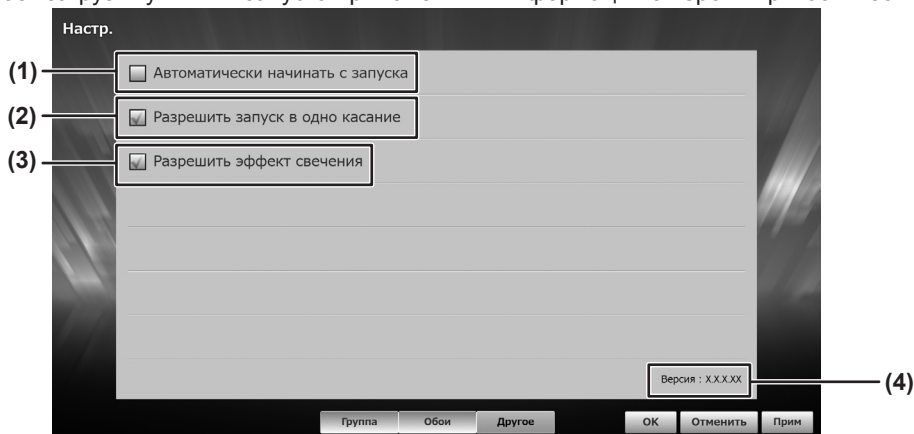 Настр.
(1)
Автоматически начинать с запуска
(2)
Разрешить запуск в одно касание
(3)
Разрешить эффект свечения
Версия : X.X.X.XX
(4)
Группа Обои Другое OK Отменить Прим